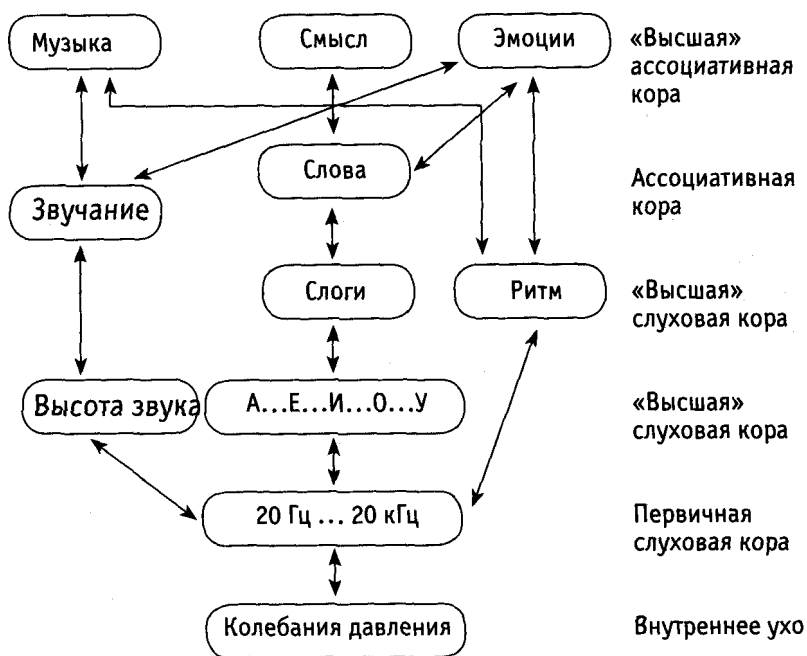 Музыка
Смысл
Эмоции
«Высшая»
ассоциативная
кора
Слова
Звучание
Ассоциативная
кора
Слоги
Ритм
«Высшая»
слуховая кора
Высота звука
А...Е...И...О...У
«Высшая»
слуховая кора
20 Гц ... 20 кГц
Первичная
слуховая кора
Колебания давления
Внутреннее ухо